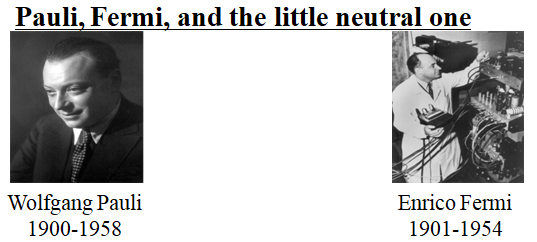 Pauli, Fermi, and the little neutral one
Wolfgang Pauli
1900-1958
Enrico Fermi
1901-1954